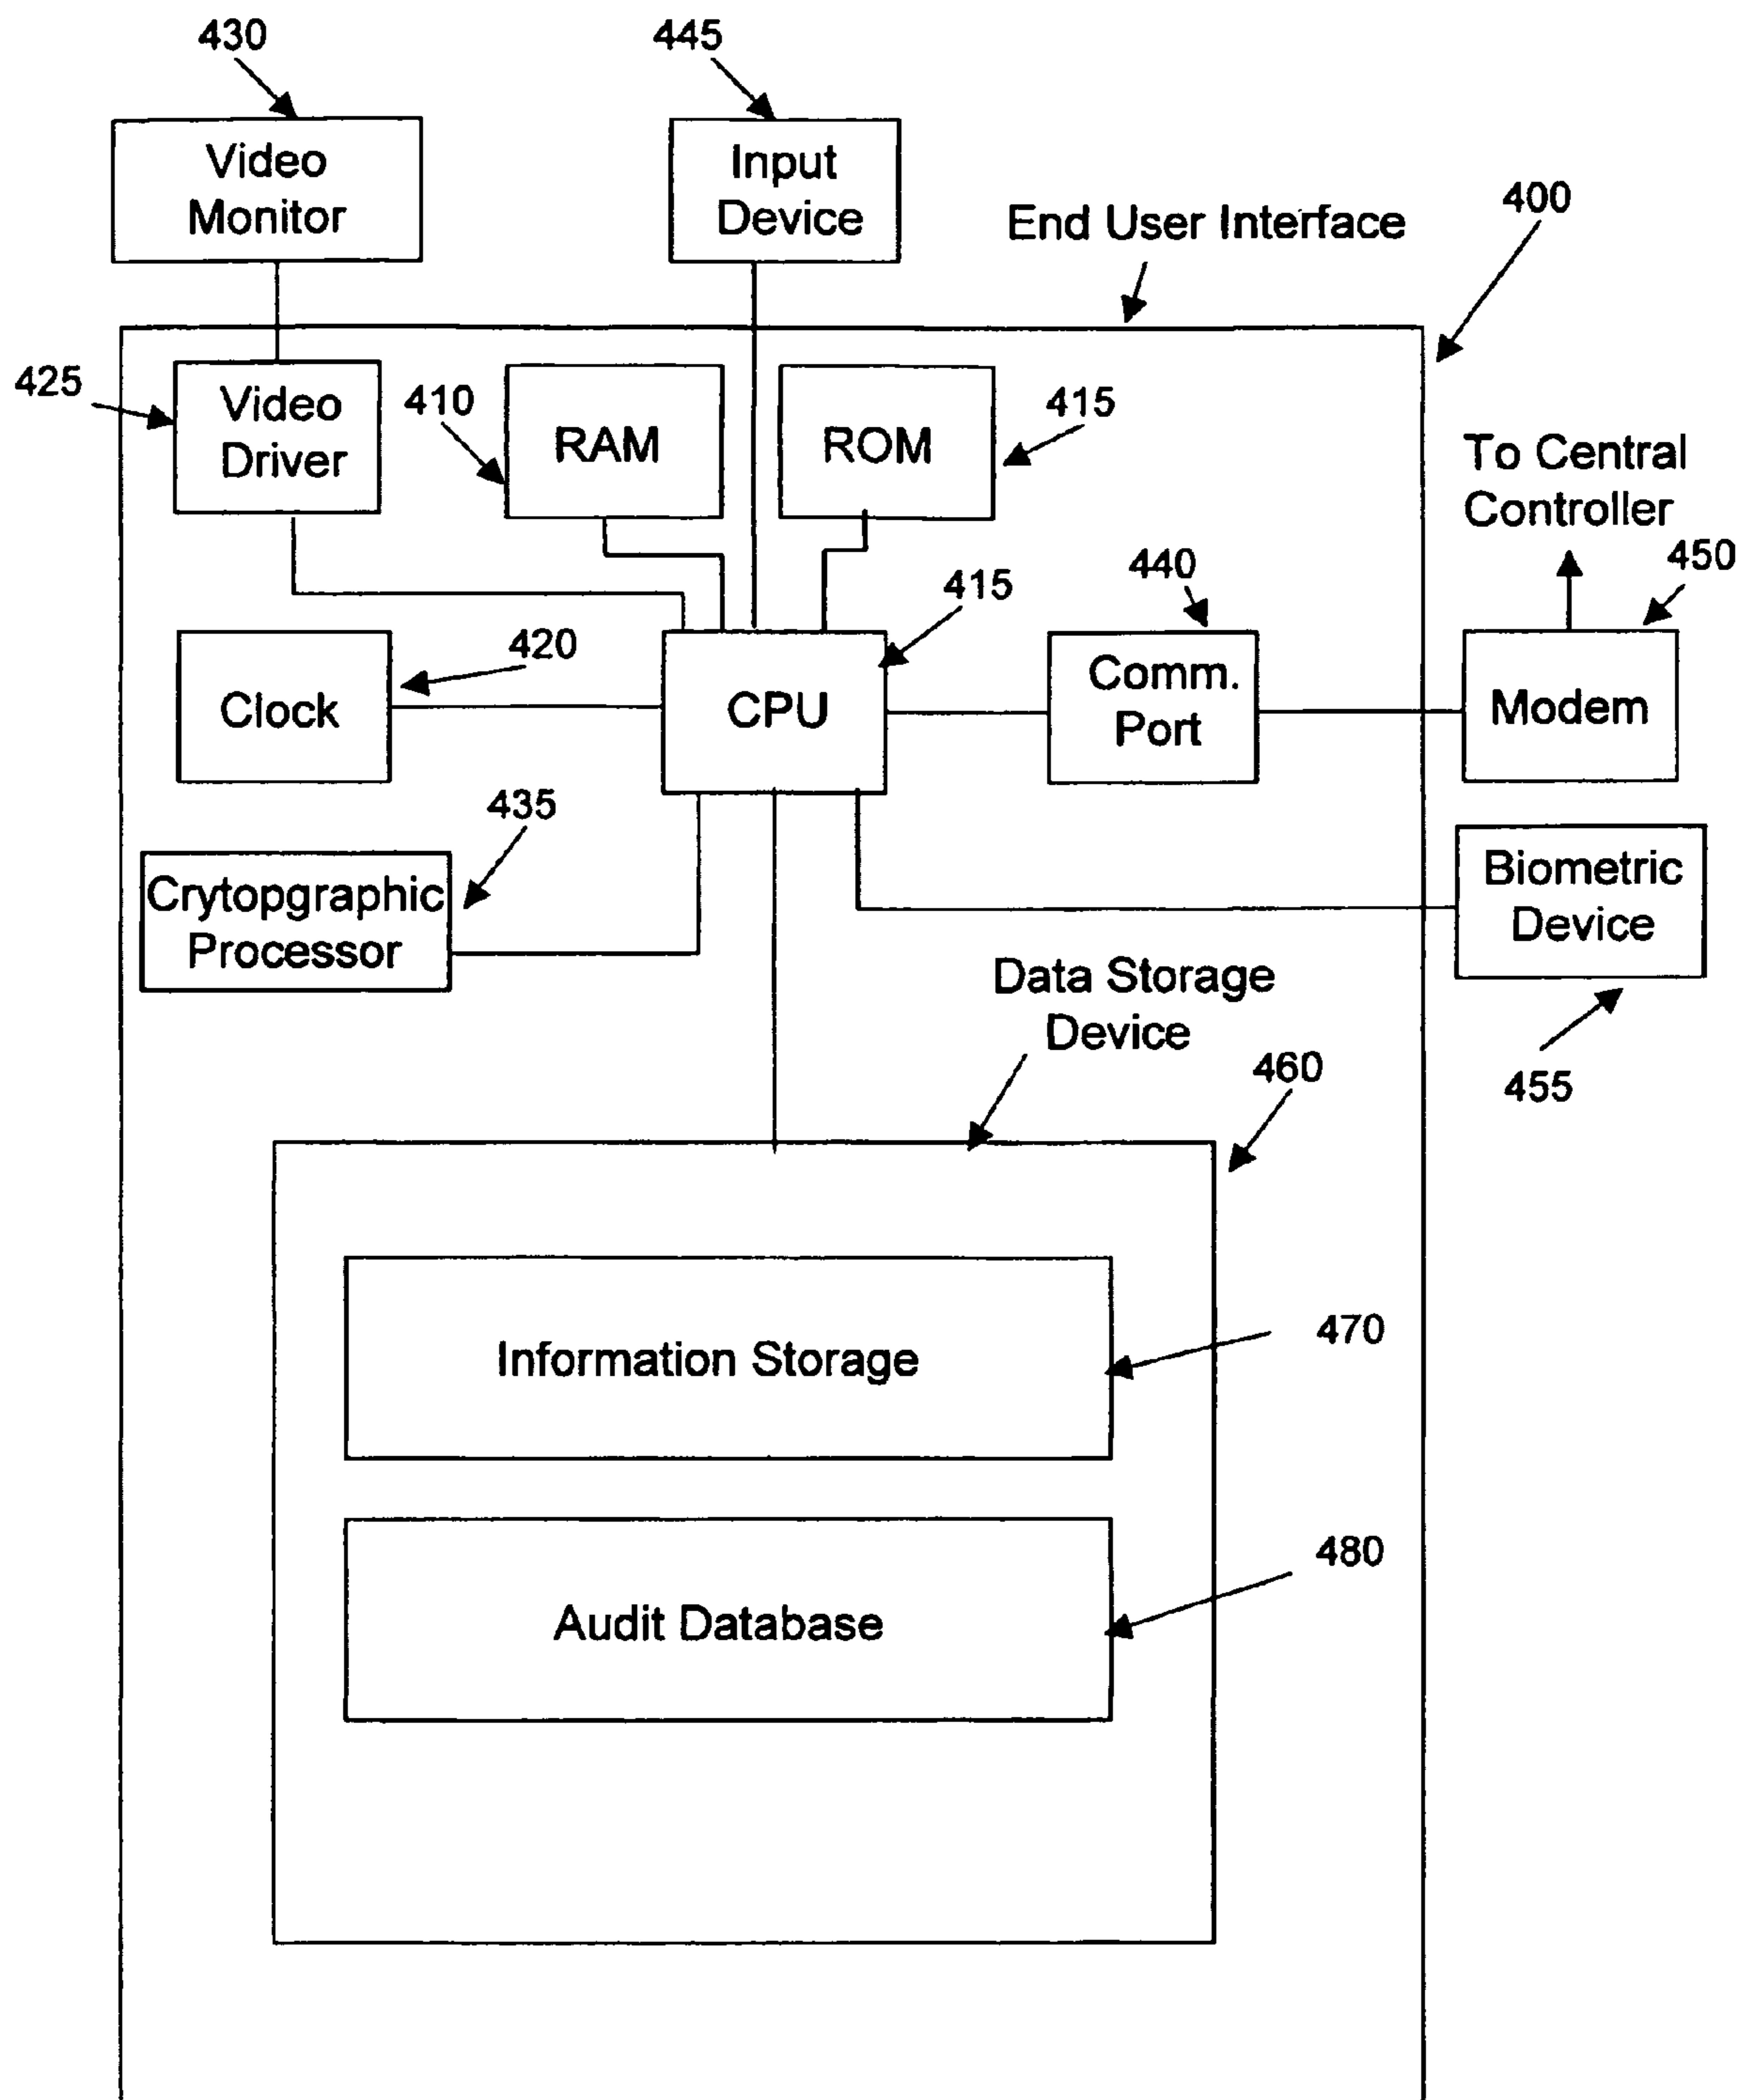 430
445
Video
Monitor
Input
Device
End User Interface
400
425
Video
Driver
410
RAM
ROM
415
To Central
Controller
450
440
415
420
Clock
CPU
Comm.
Port
Modem
435
Crytopgraphic
Processor
Biometric
Device
455
Data Storage
Device
460
Information Storage
470
Audit Database
480